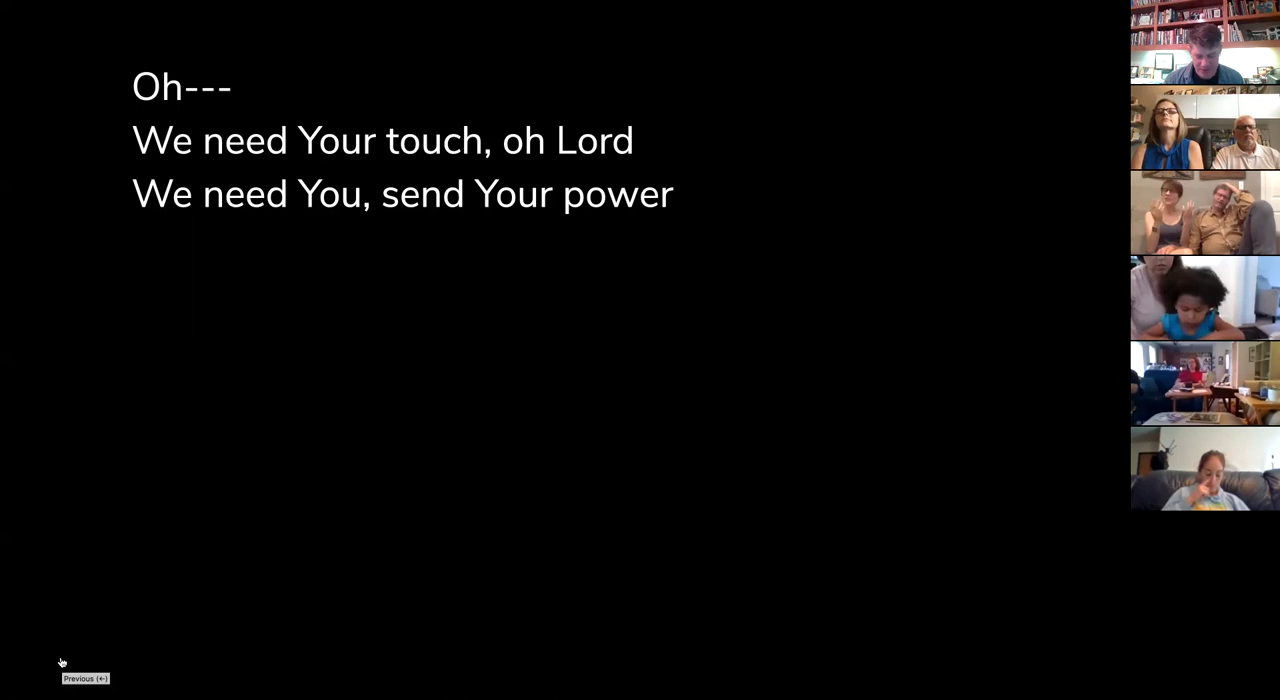 Oh---
We need Your touch, oh Lord
We need You, send Your power
Previous (←)